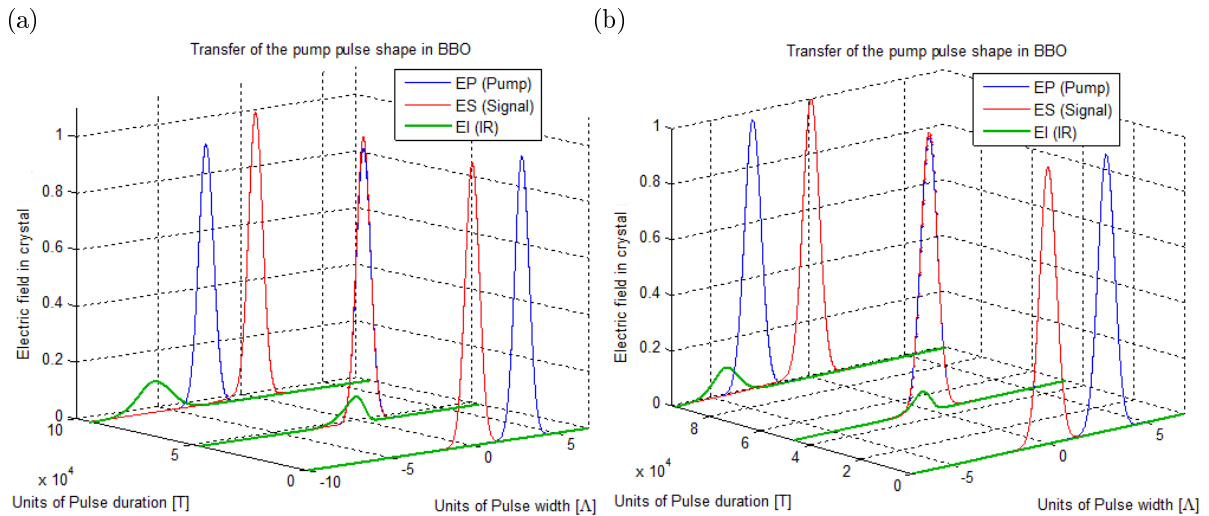 (a)
Transfer of the pump pulse shape in BBO
EP (Pump)
ES (Signal)
EI (IR)
1
0.8
0.6
0.4
0.2
0
Electric field in crystal
10
5
0
x 10^4
Units of Pulse duration [T]
-10
-5
0
5
Units of Pulse width [Λ]
(b)
Transfer of the pump pulse shape in BBO
EP (Pump)
ES (Signal)
EI (IR)
1
0.8
0.6
0.4
0.2
0
Electric field in crystal
8
6
4
2
0
x 10^4
Units of Pulse duration [T]
-5
0
5
Units of Pulse width [Λ]